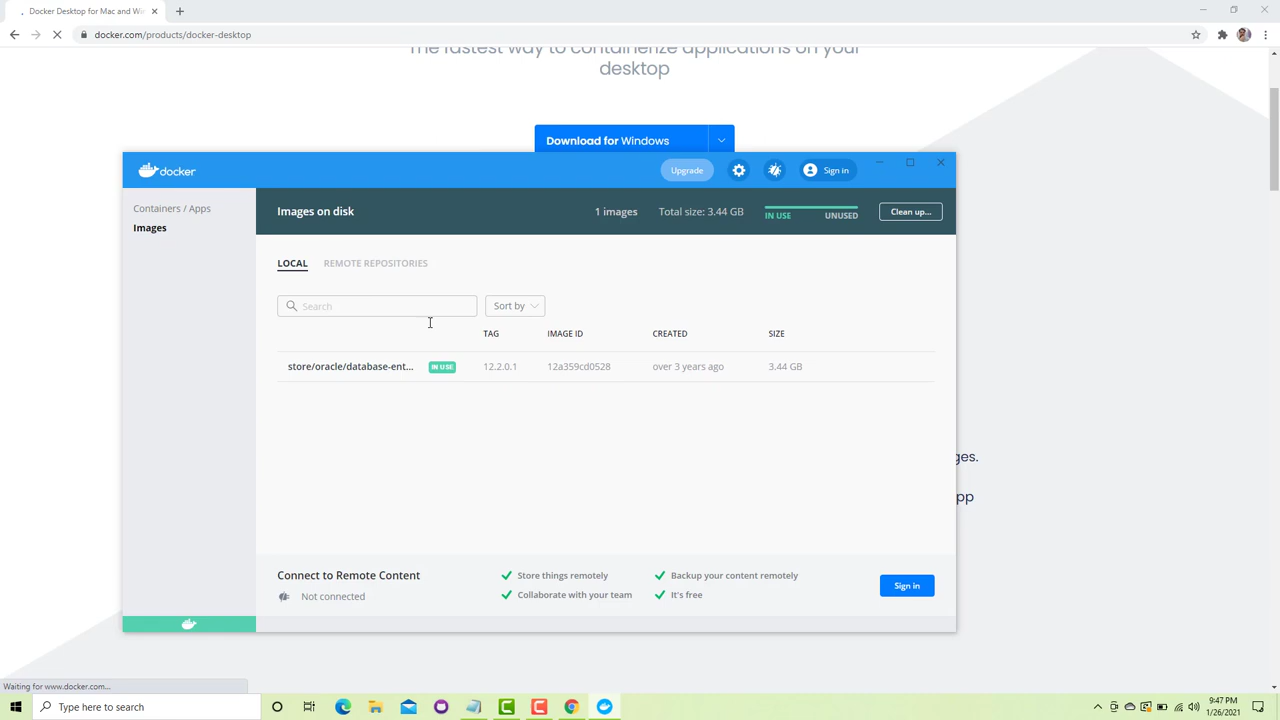 Docker Desktop for Mac and Win
docker.com/products/docker-desktop
The fastest way to containerize applications on your
desktop
Download for Windows
docker
Upgrade
Sign in
Containers / Apps
Images
Images on disk
1 images
Total size: 3.44 GB
IN USE
UNUSED
Clean up...
LOCAL
REMOTE REPOSITORIES
Search
Sort by
TAG
IMAGE ID
CREATED
SIZE
store/oracle/database-ent...
IN USE
12.2.0.1
12a359cd0528
over 3 years ago
3.44 GB
ges.
pp
Connect to Remote Content
Not connected
Store things remotely
Backup your content remotely
Collaborate with your team
It's free
Sign in
Waiting for www.docker.com...
Type here to search
9:47 PM
1/26/2021